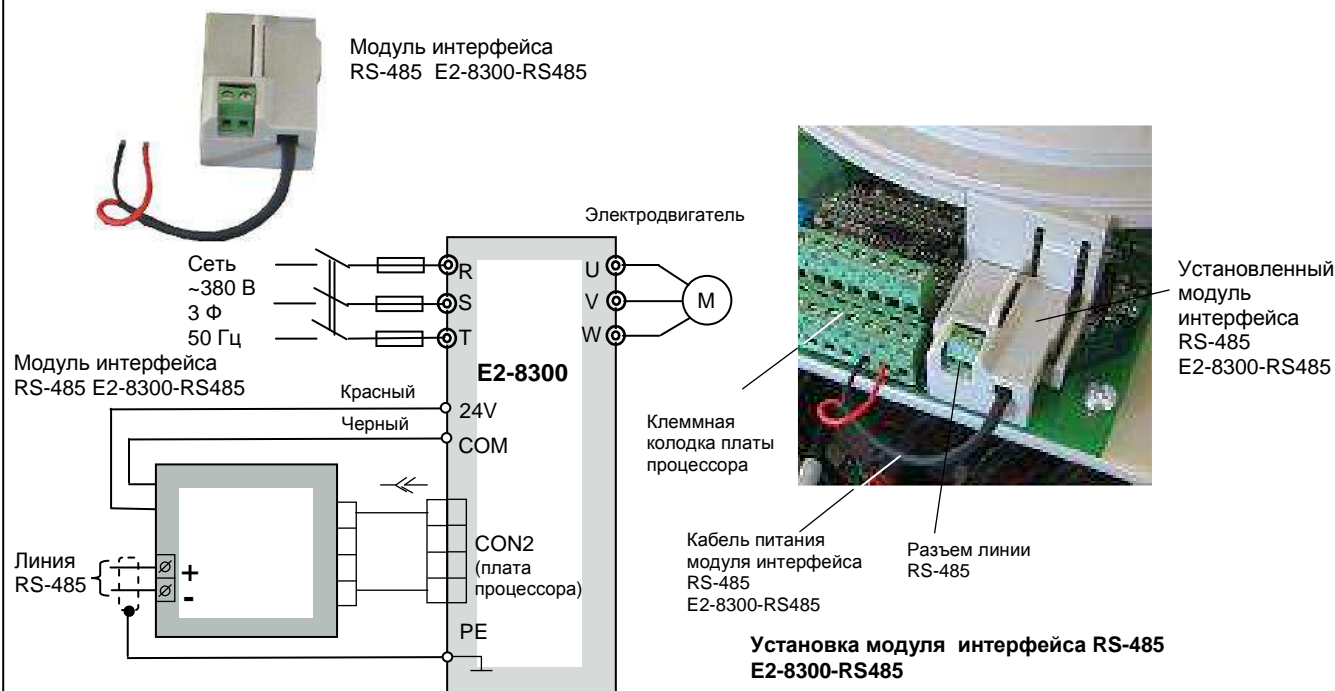 Модуль интерфейса
RS-485 E2-8300-RS485
Электродвигатель
Сеть
~380 В
3 Ф
50 Гц
R
S
T
U
V
W
M
E2-8300
Модуль интерфейса
RS-485 E2-8300-RS485
Красный
Черный
24V
COM
CON2
(плата
процессора)
Линия
RS-485
+
-
PE
Клеммная
колодка платы
процессора
Установленный
модуль
интерфейса
RS-485
E2-8300-RS485
Кабель питания
модуля интерфейса
RS-485
E2-8300-RS485
Разъем линии
RS-485
Установка модуля интерфейса RS-485
E2-8300-RS485